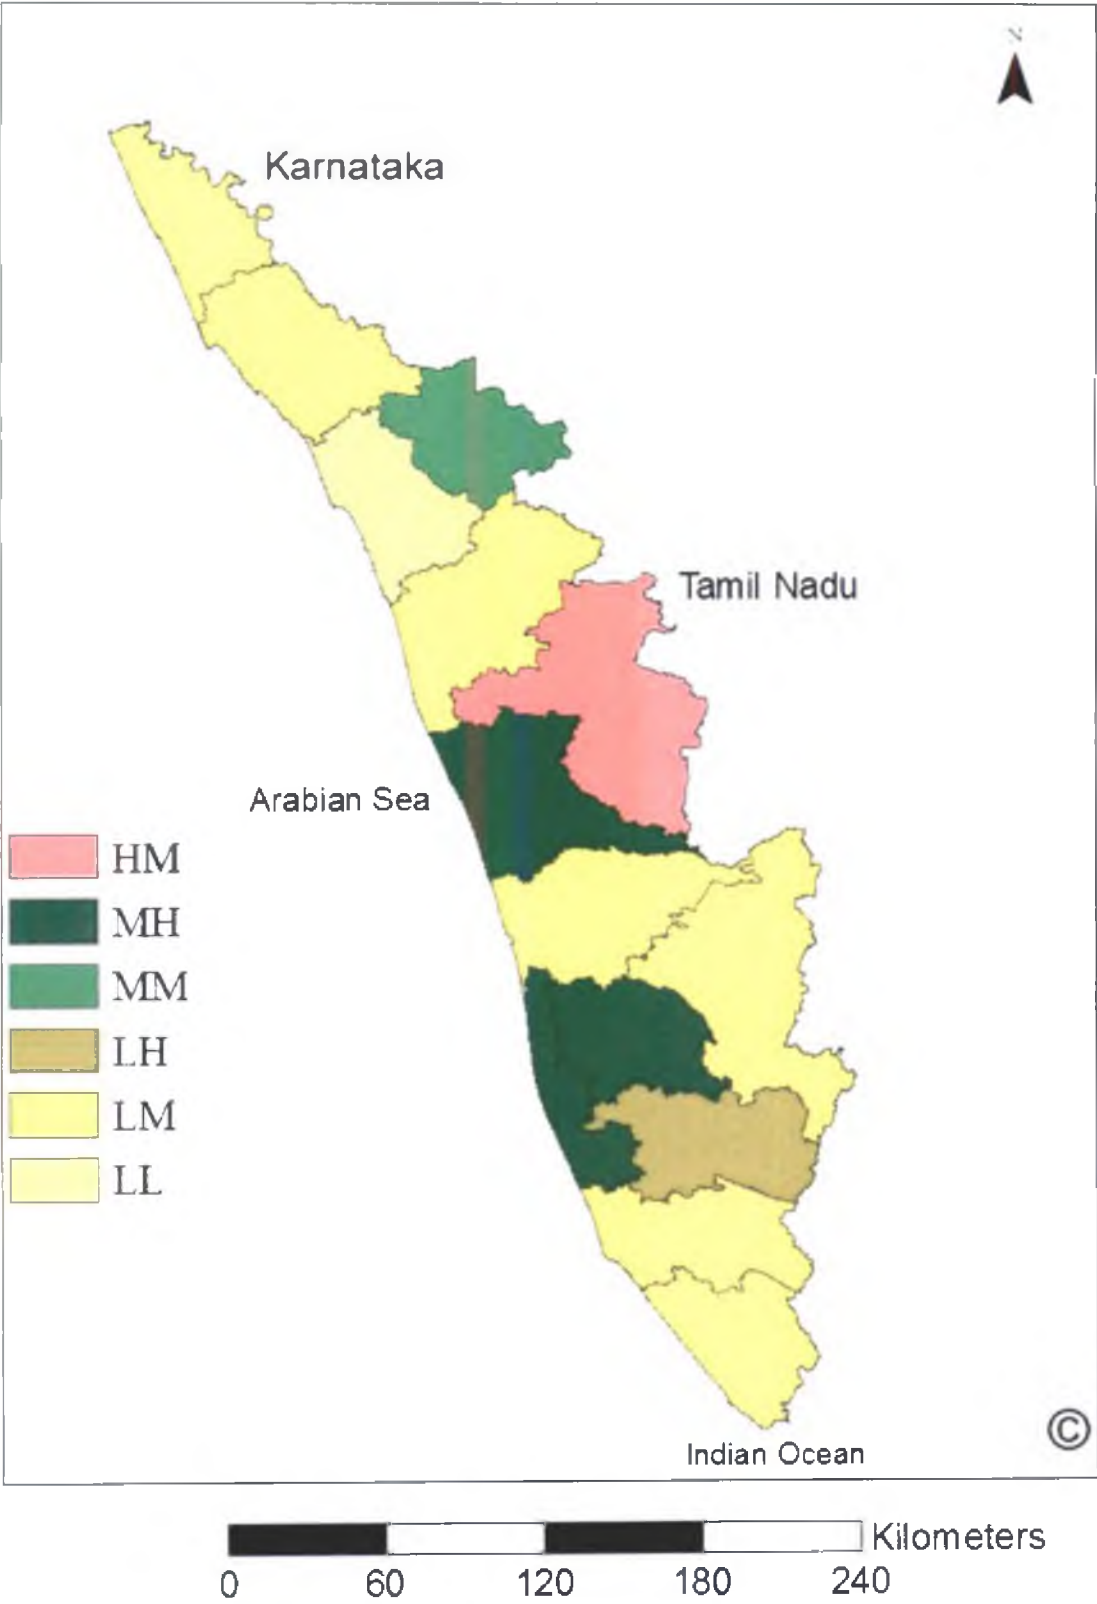 N
Karnataka
Tamil Nadu
Arabian Sea
HM
MH
MM
LH
LM
LL
©
Indian Ocean
Kilometers
0 60 120 180 240